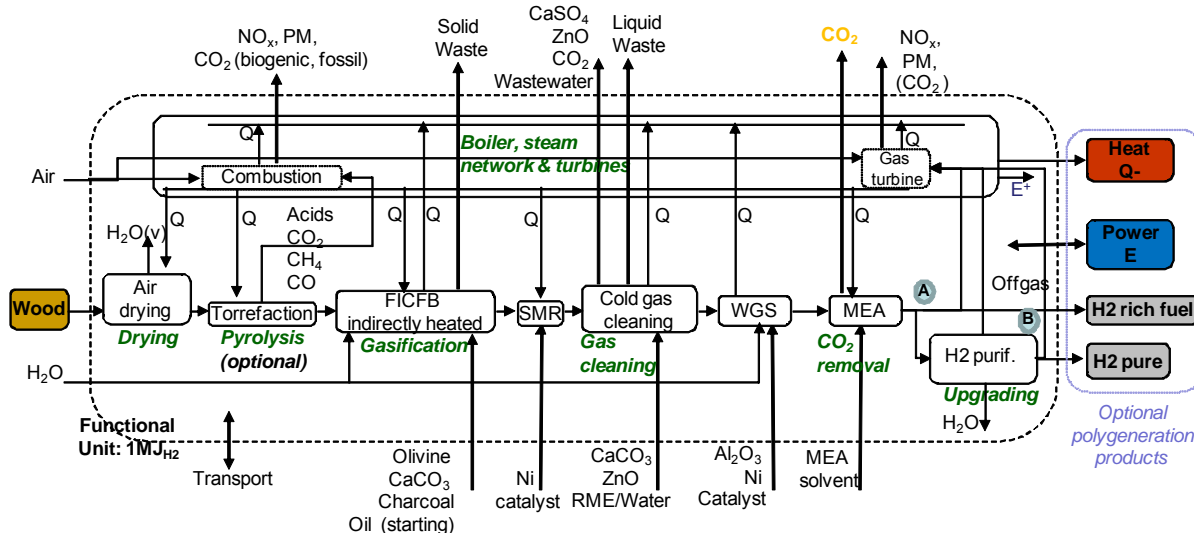 CaSO4
ZnO
CO2
Wastewater
Liquid
Waste
Solid
Waste
NOx, PM,
CO2 (biogenic, fossil)
CO2
NOx,
PM,
(CO2)
Q
Boiler, steam
network & turbines
Q
Gas
turbine
Air
Combustion
Heat
Q-
E+
Q
Q
Q
Q
Q
Q
Q
Q
Acids
CO2
CH4
CO
H2O(v)
Power
E
Offgas
Wood
Air
drying
Torrefaction
FICFB
indirectly heated
SMR
Cold gas
cleaning
WGS
MEA
A
B
H2 rich fuel
Drying
Pyrolysis
(optional)
Gasification
Gas
cleaning
CO2
removal
H2 purif.
H2 pure
Upgrading
H2O
H2O
Functional
Unit: 1MJH2
Transport
Optional
polygeneration
products
Olivine
CaCO3
Charcoal
Oil (starting)
Ni
catalyst
CaCO3
ZnO
RME/Water
Al2O3
Ni
Catalyst
MEA
solvent